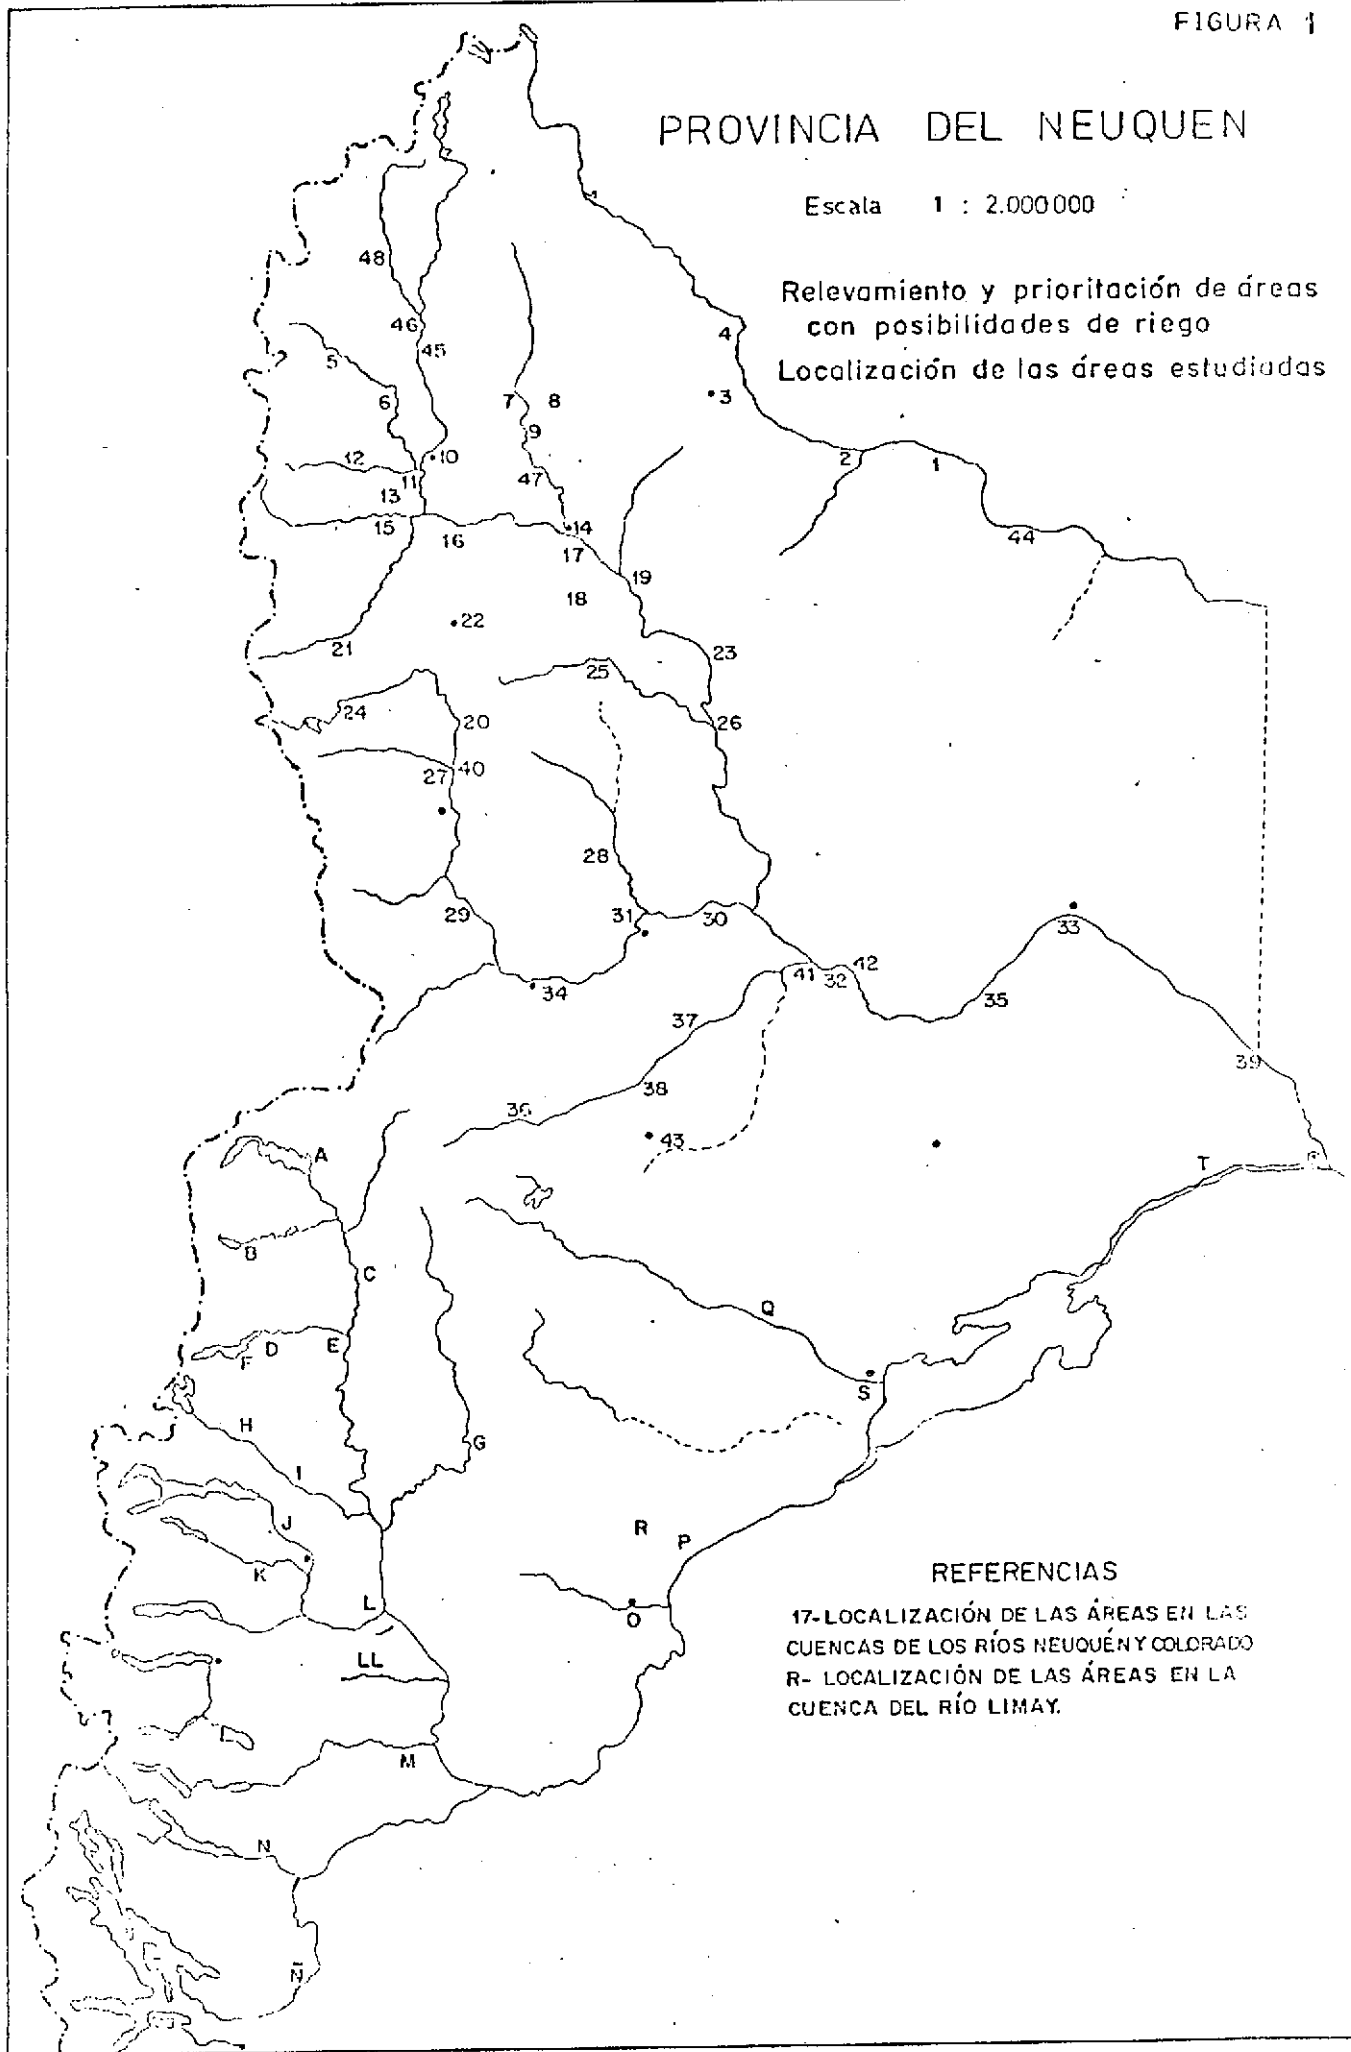 FIGURA 1
PROVINCIA DEL NEUQUEN
Escala 1 : 2.000000
Relevamiento y prioritación de áreas
con posibilidades de riego
Localización de las áreas estudiadas
48
46
45
4
5
3
6
7
8
9
10
2
1
12
11
47
13
15
16
14
17
44
19
18
22
21
23
25
24
20
26
27
40
28
29
31
30
33
41
32
42
34
35
37
39
38
36
43
A
T
B
C
Q
D
E
F
S
H
G
I
J
R
P
K
L
O
LL
M
N
Ñ
REFERENCIAS
17-LOCALIZACIÓN DE LAS ÁREAS EN LAS
CUENCAS DE LOS RÍOS NEUQUÉN Y COLORADO
R- LOCALIZACIÓN DE LAS ÁREAS EN LA
CUENCA DEL RÍO LIMAY.